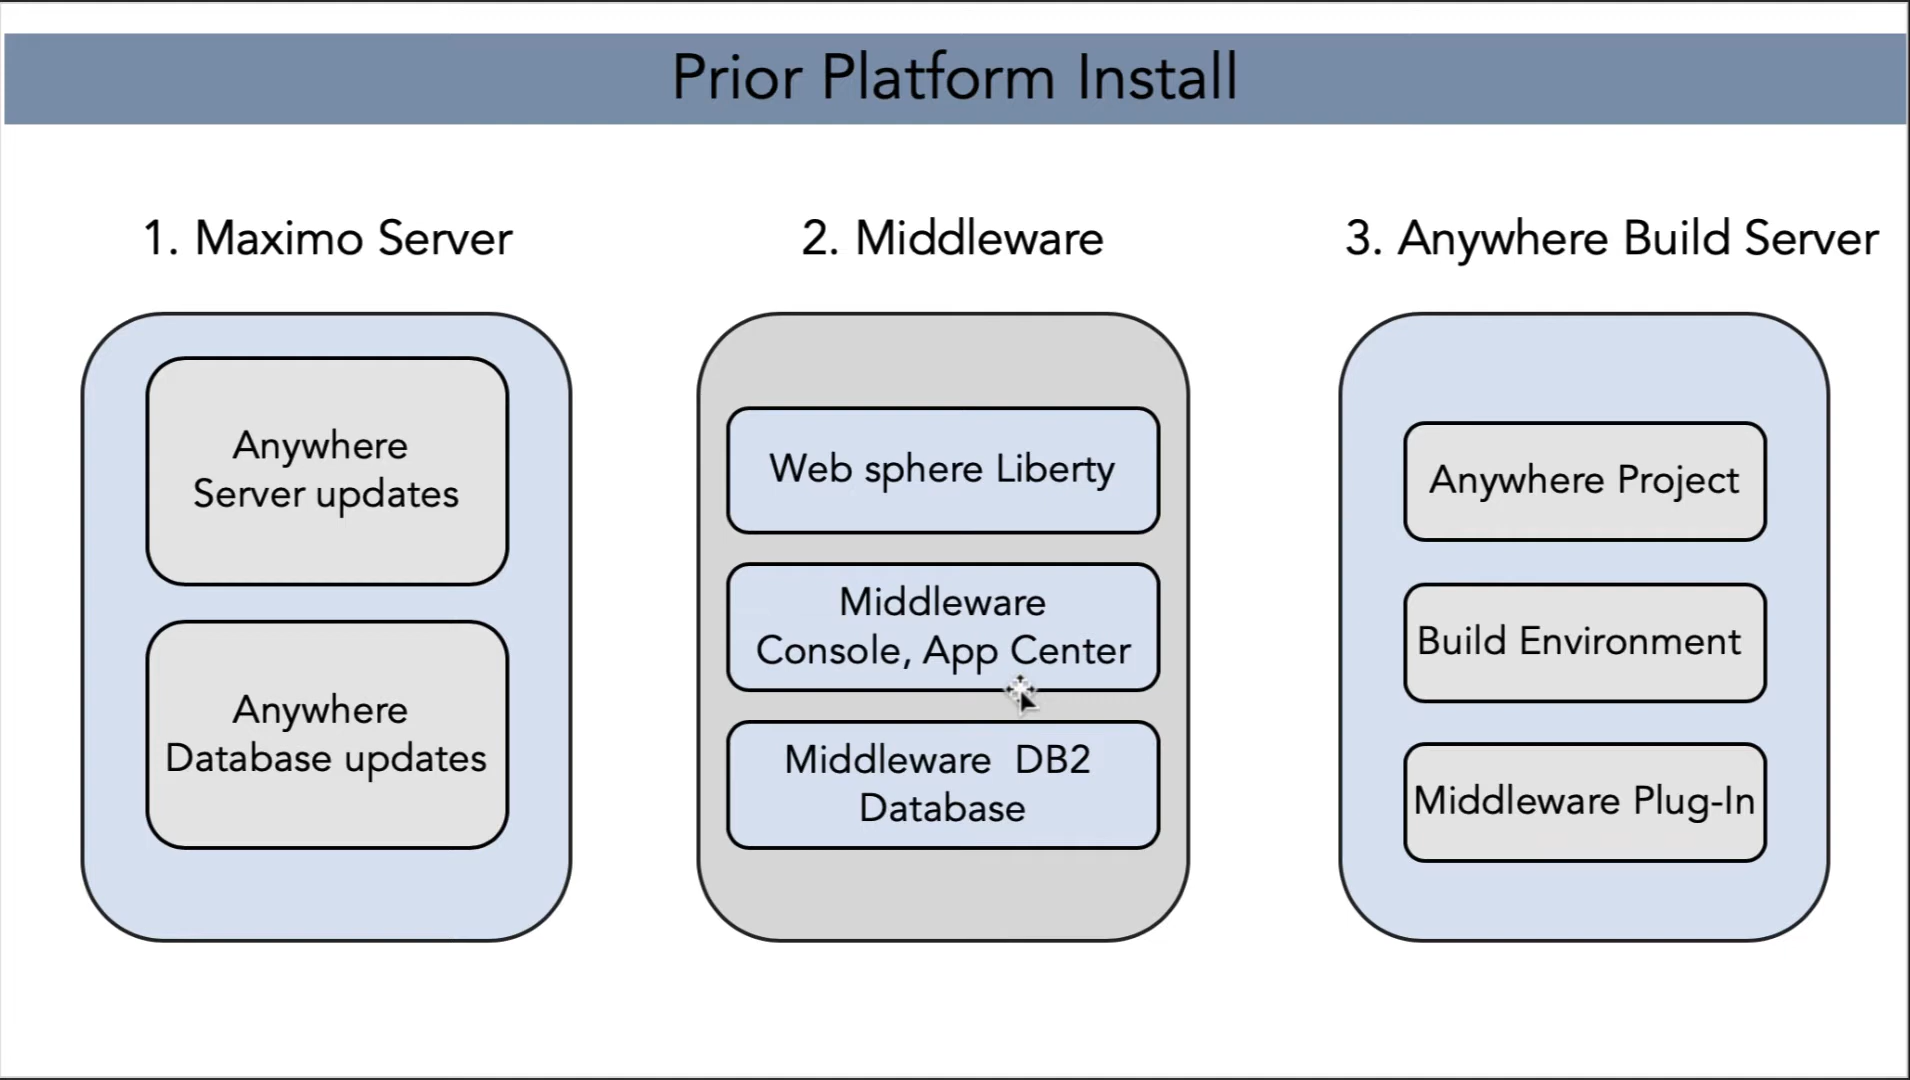 Prior Platform Install
1. Maximo Server
Anywhere
Server updates
Anywhere
Database updates
2. Middleware
Web sphere Liberty
Middleware
Console, App Center
Middleware  DB2
Database
3. Anywhere Build Server
Anywhere Project
Build Environment
Middleware Plug-In